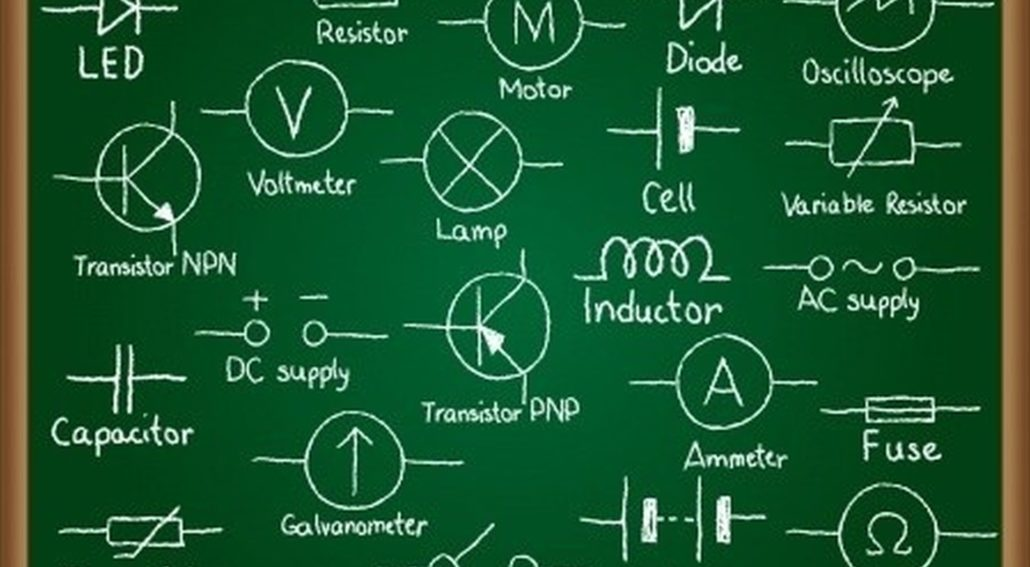 LED
Resistor
M
Motor
Diode
Oscilloscope
V
Voltmeter
Transistor NPN
Lamp
Cell
Variable Resistor
+ −
DC supply
Inductor
~
AC supply
Capacitor
Transistor PNP
A
Ammeter
Fuse
Galvanometer
Ω